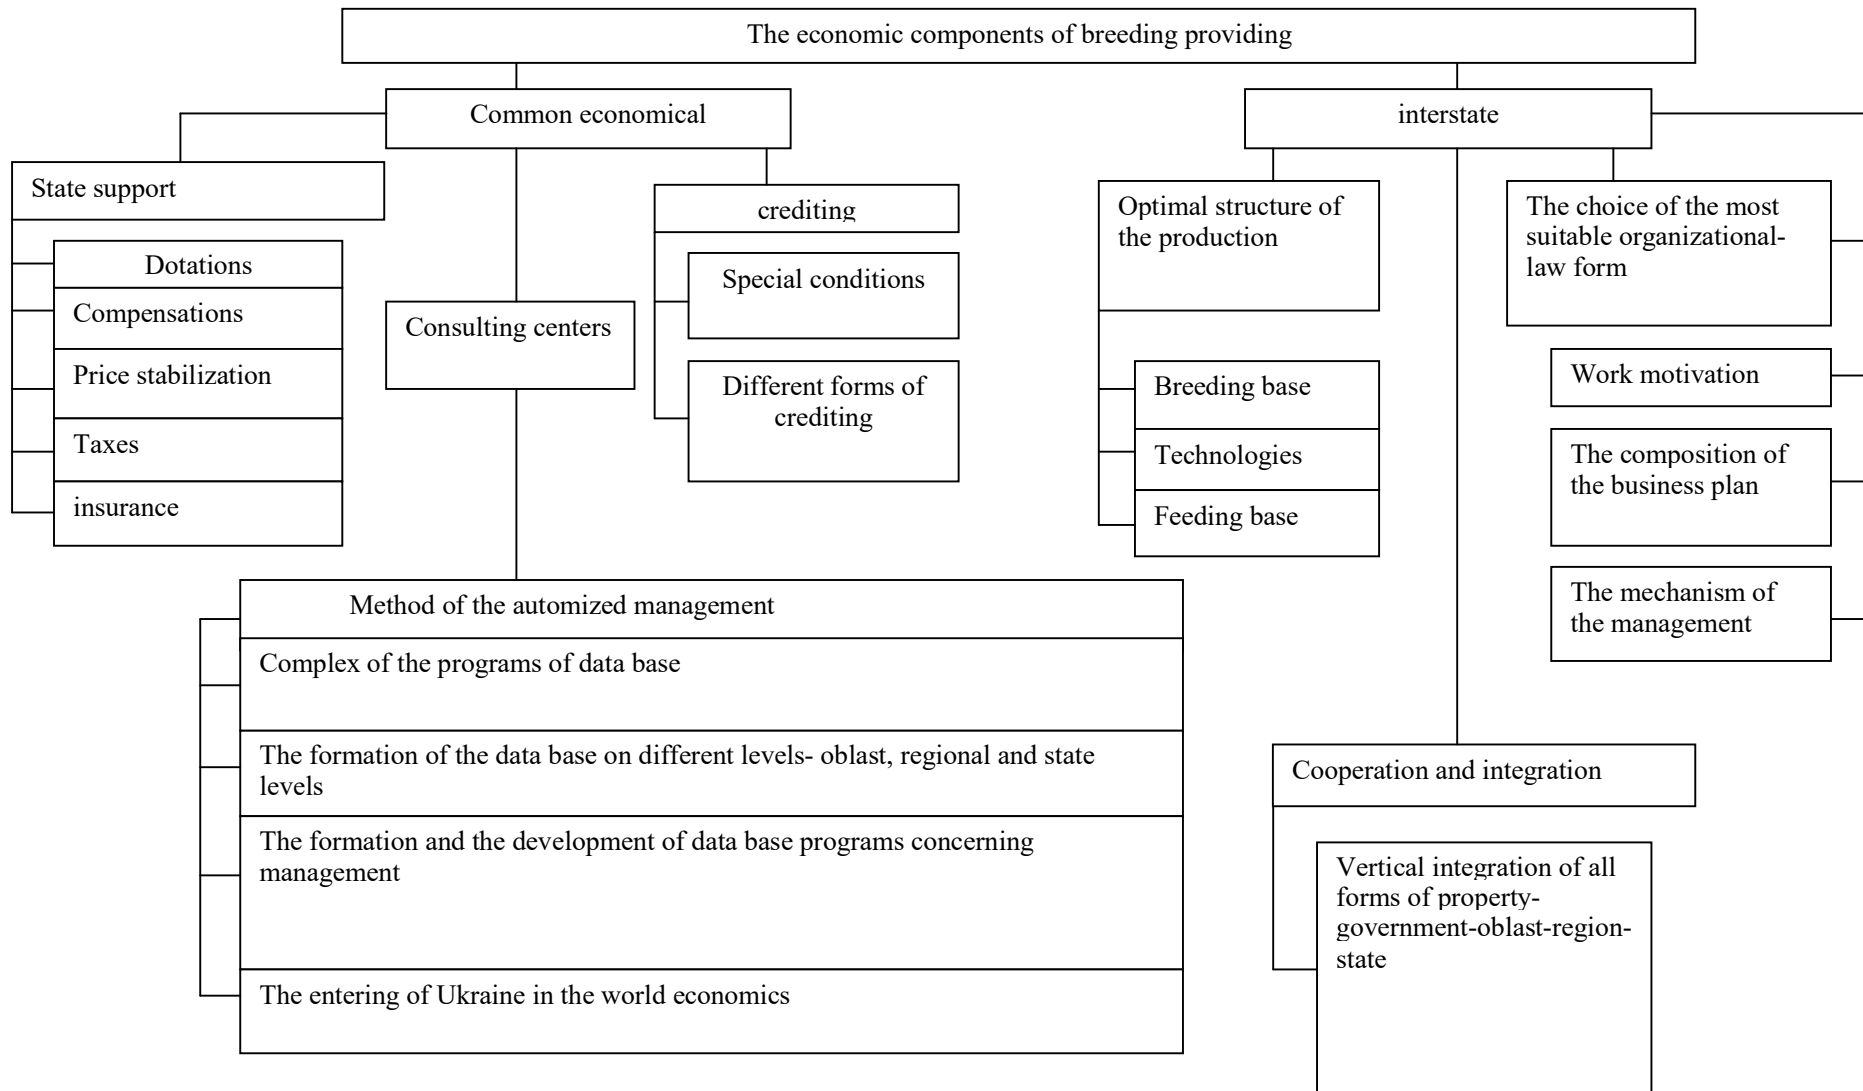 The economic components of breeding providing
Common economical
interstate
State support
Dotations
Compensations
Price stabilization
Taxes
insurance
Consulting centers
crediting
Special conditions
Different forms of
crediting
Method of the automized management
Complex of the programs of data base
The formation of the data base on different levels- oblast, regional and state
levels
The formation and the development of data base programs concerning
management
The entering of Ukraine in the world economics
Optimal structure of
the production
Breeding base
Technologies
Feeding base
The choice of the most
suitable organizational-
law form
Work motivation
The composition of
the business plan
The mechanism of
the management
Cooperation and integration
Vertical integration of all
forms of property-
government-oblast-region-
state